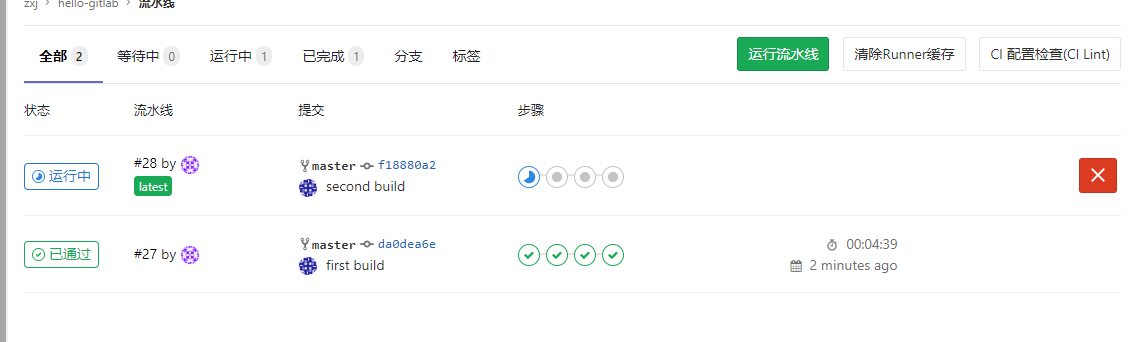 zxj › hello-gitlab › 流水线
全部 2 等待中 0 运行中 1 已完成 1 分支 标签 运行流水线 清除Runner缓存 CI 配置检查(CI Lint)
状态 流水线 提交 步骤
运行中 #28 by master f18880a2
latest second build
已通过 #27 by master da0dea6e 00:04:39
first build 2 minutes ago